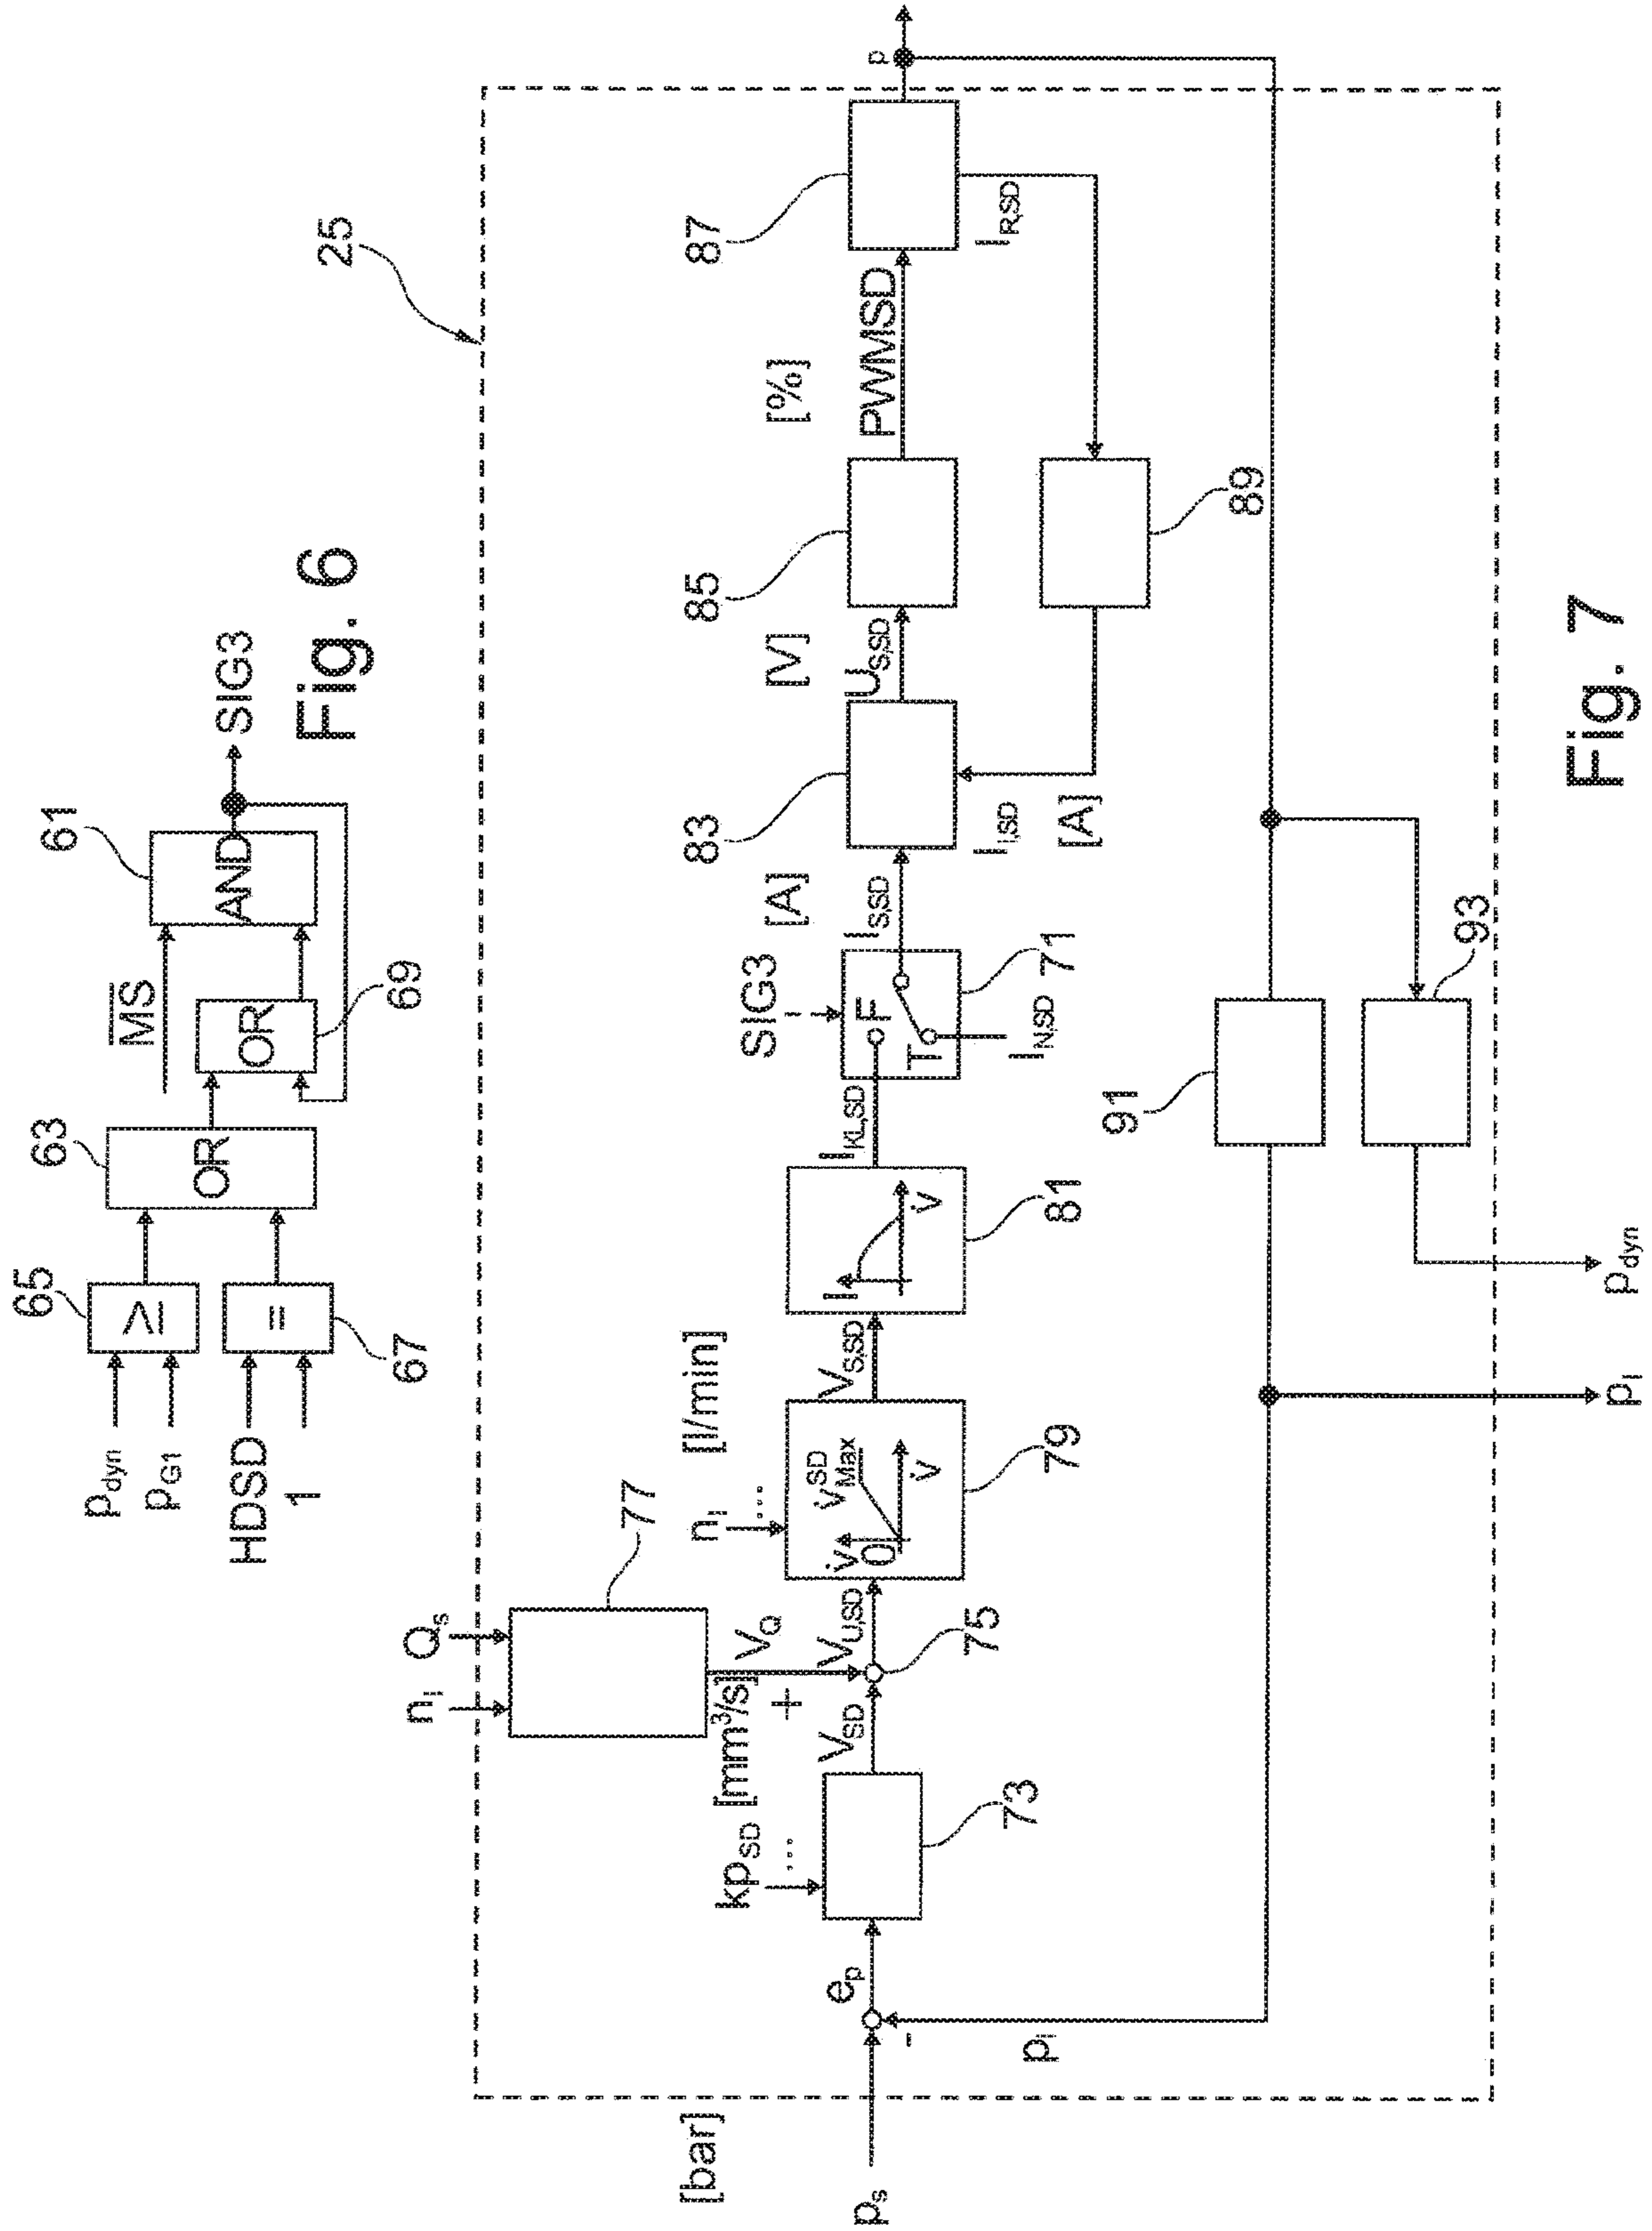 65
63
61
p_dyn
p_G1
≥
OR
M̅S̅
AND
SIG3
HDSD
1
=
OR
67
69
Fig. 6
25
n_I
Q_s
77
[bar]
kp_SD
...
[mm³/s]
V_Q
+
n_I
...
[l/min]
SIG3
[A]
83
[V]
85
[%]
87
p_s
e_p
V_SD
V_U,SD
V̇
0
V̇^SD_Max
V̇
V_S,SD
I
V̇
I_KL,SD
F
T
I_S,SD
U_S,SD
PWMSD
p
-
73
75
79
81
I_N,SD
71
I_I,SD
I_R,SD
p_I
[A]
89
91
93
p_I
p_dyn
Fig. 7